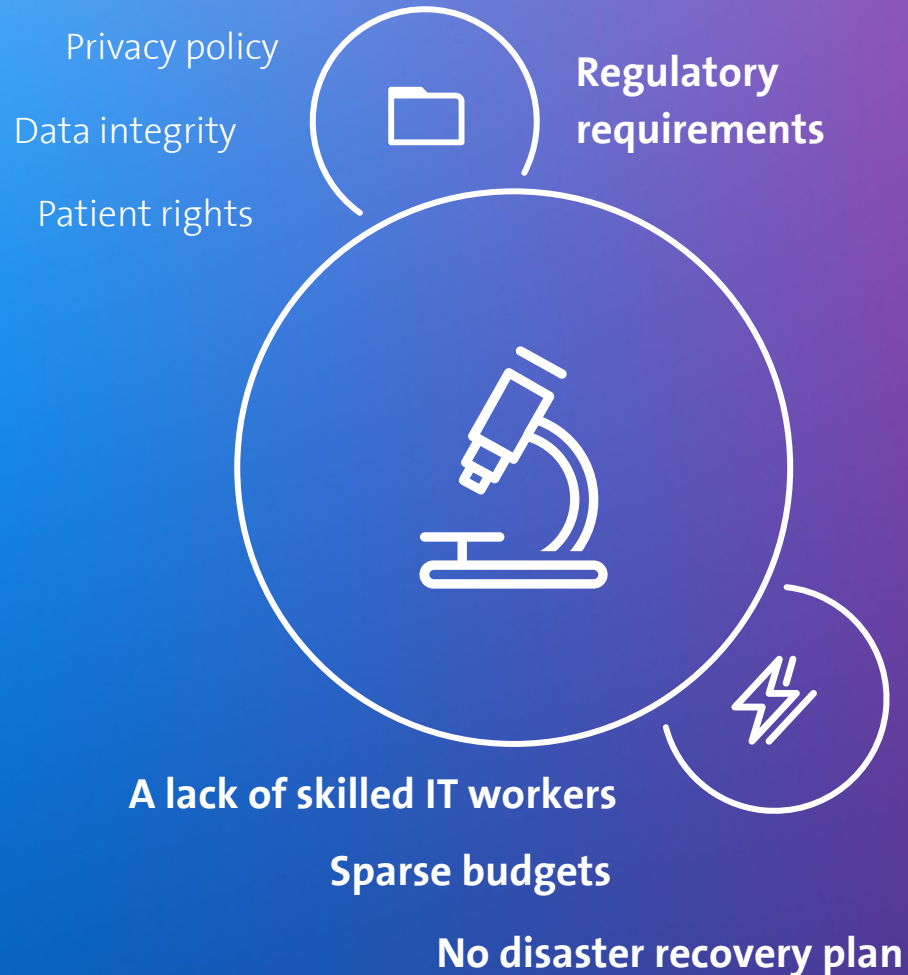 Privacy policy
Data integrity
Patient rights
Regulatory
requirements
A lack of skilled IT workers
Sparse budgets
No disaster recovery plan